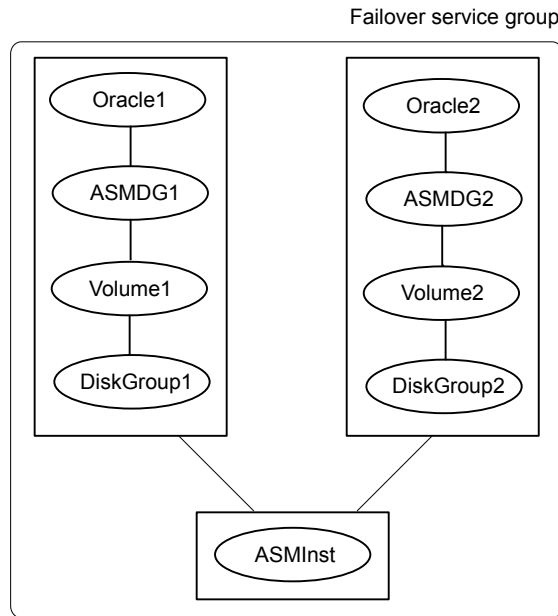 Failover service group
Oracle1
Oracle2
ASMDG1
ASMDG2
Volume1
Volume2
DiskGroup1
DiskGroup2
ASMInst